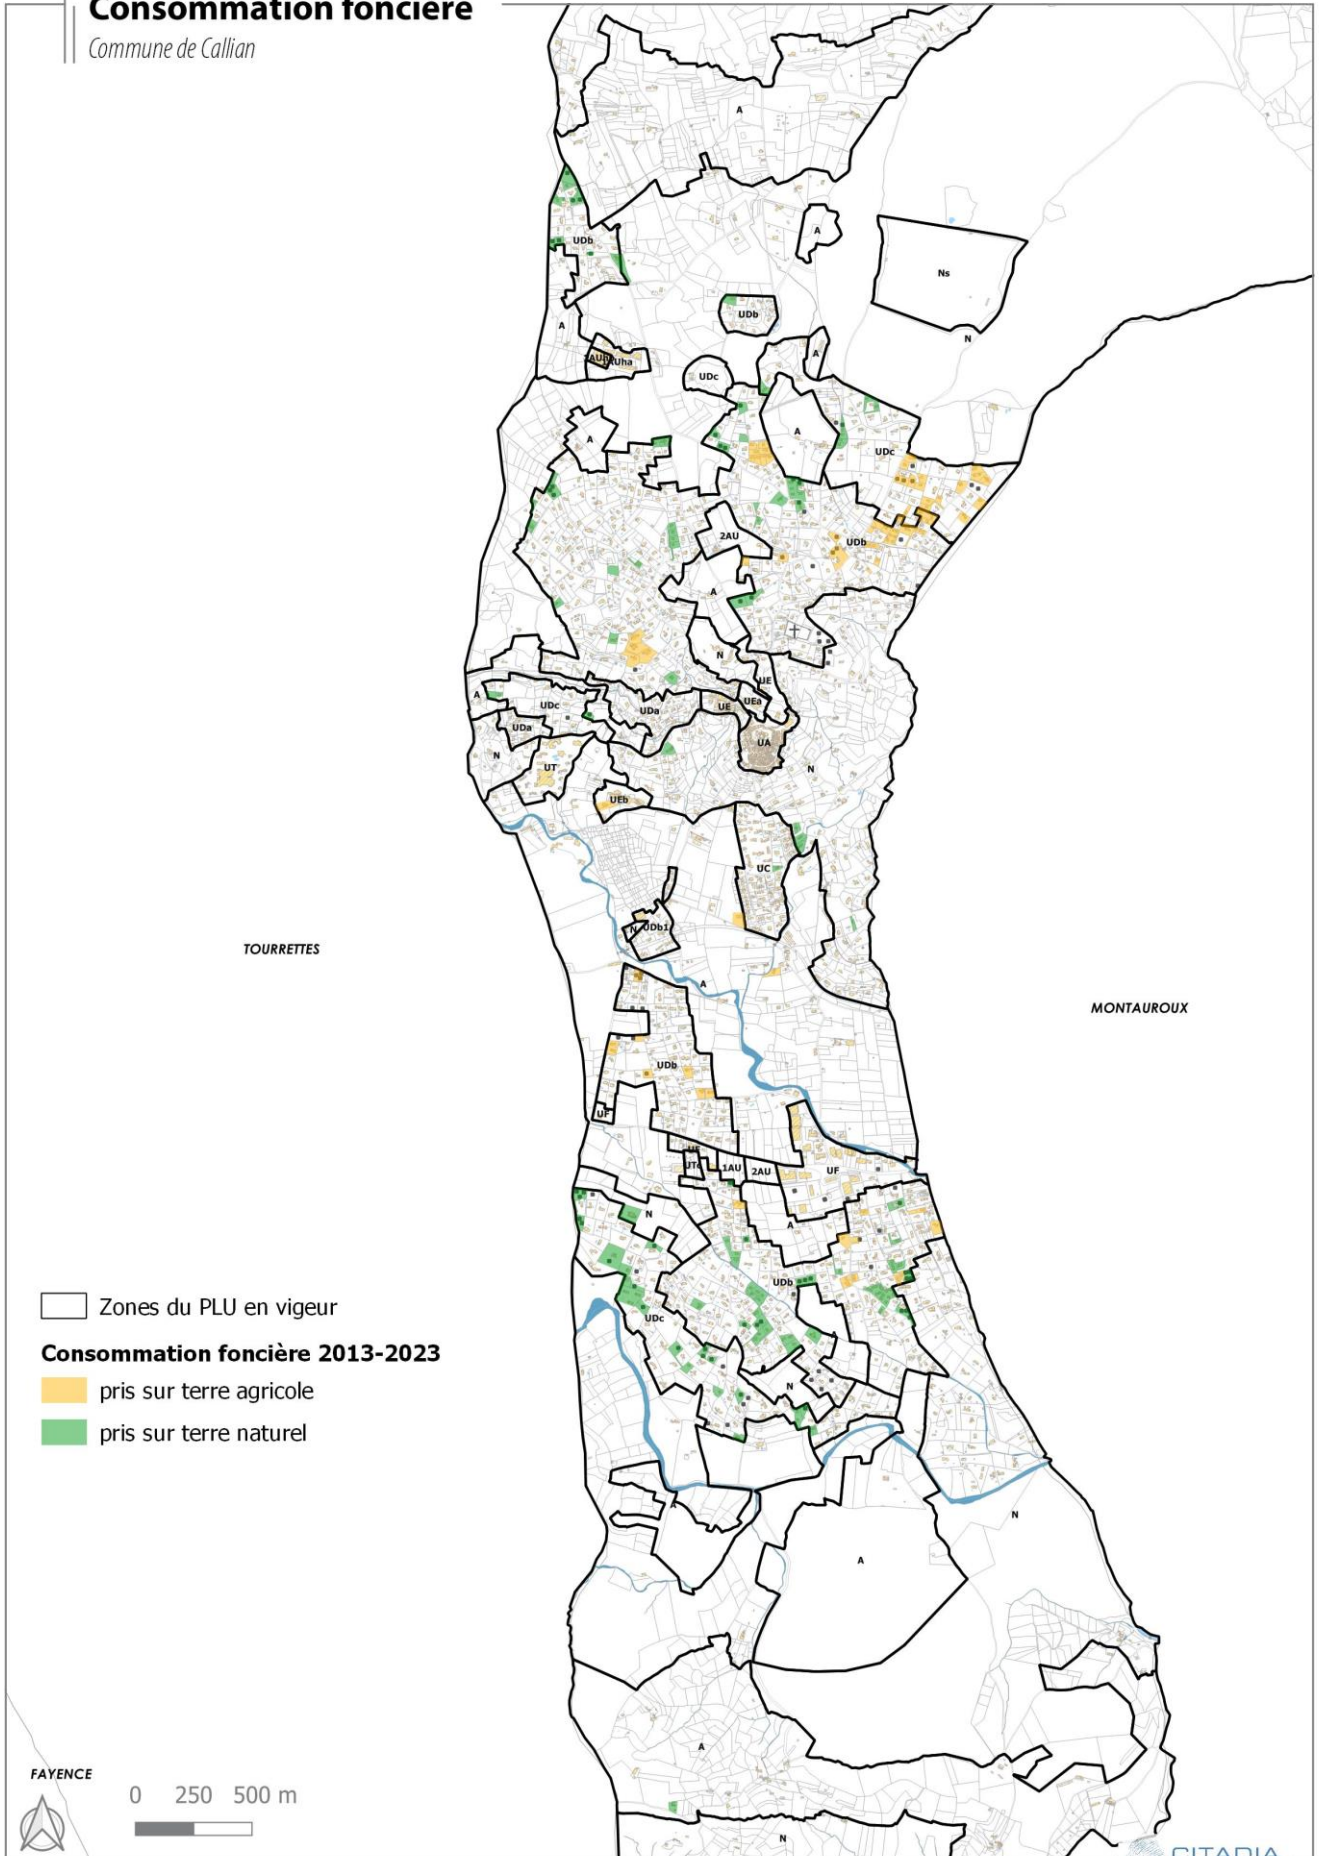 Consommation foncière
Commune de Callian
A
UDb
A
Ns
UDb
N
A
A
UDc
A
A
UDc
2AU
UDb
A
N
UE
A
UDc
UDa
UE
UEa
UDa
UA
N
UT
N
UEb
UC
N
UDb1
TOURRETTES
A
MONTAUROUX
UDb
UF
1AU
2AU
UF
N
A
UDb
Zones du PLU en vigueur
UDc
Consommation foncière 2013-2023
pris sur terre agricole
N
pris sur terre naturel
A
N
A
A
FAYENCE
0 250 500 m
N
CITADIA